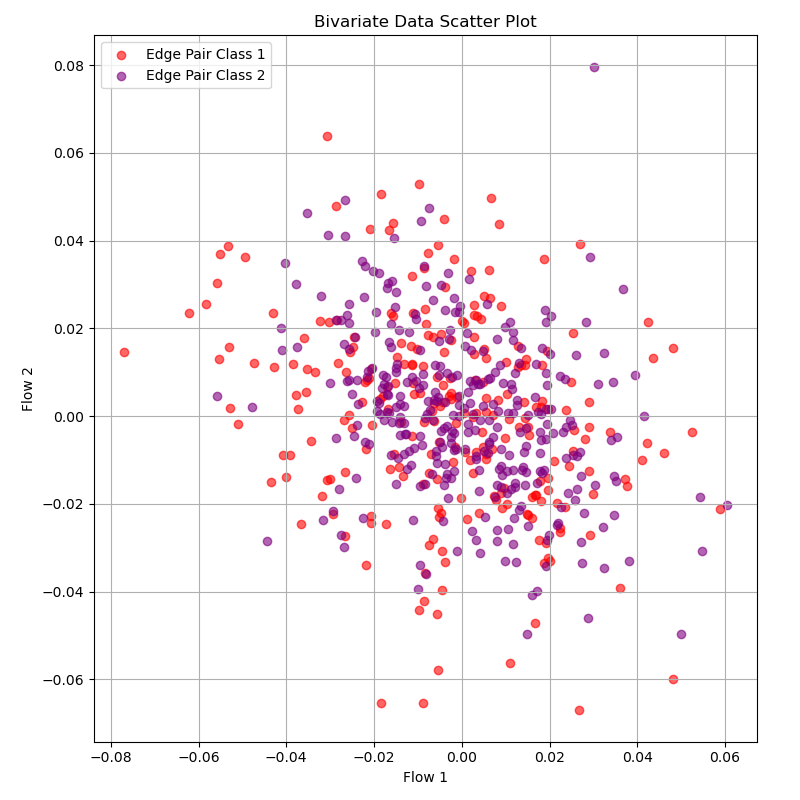 Bivariate Data Scatter Plot
Edge Pair Class 1
Edge Pair Class 2
0.08
0.06
0.04
0.02
0.00
−0.02
−0.04
−0.06
Flow 2
−0.08 −0.06 −0.04 −0.02 0.00 0.02 0.04 0.06
Flow 1